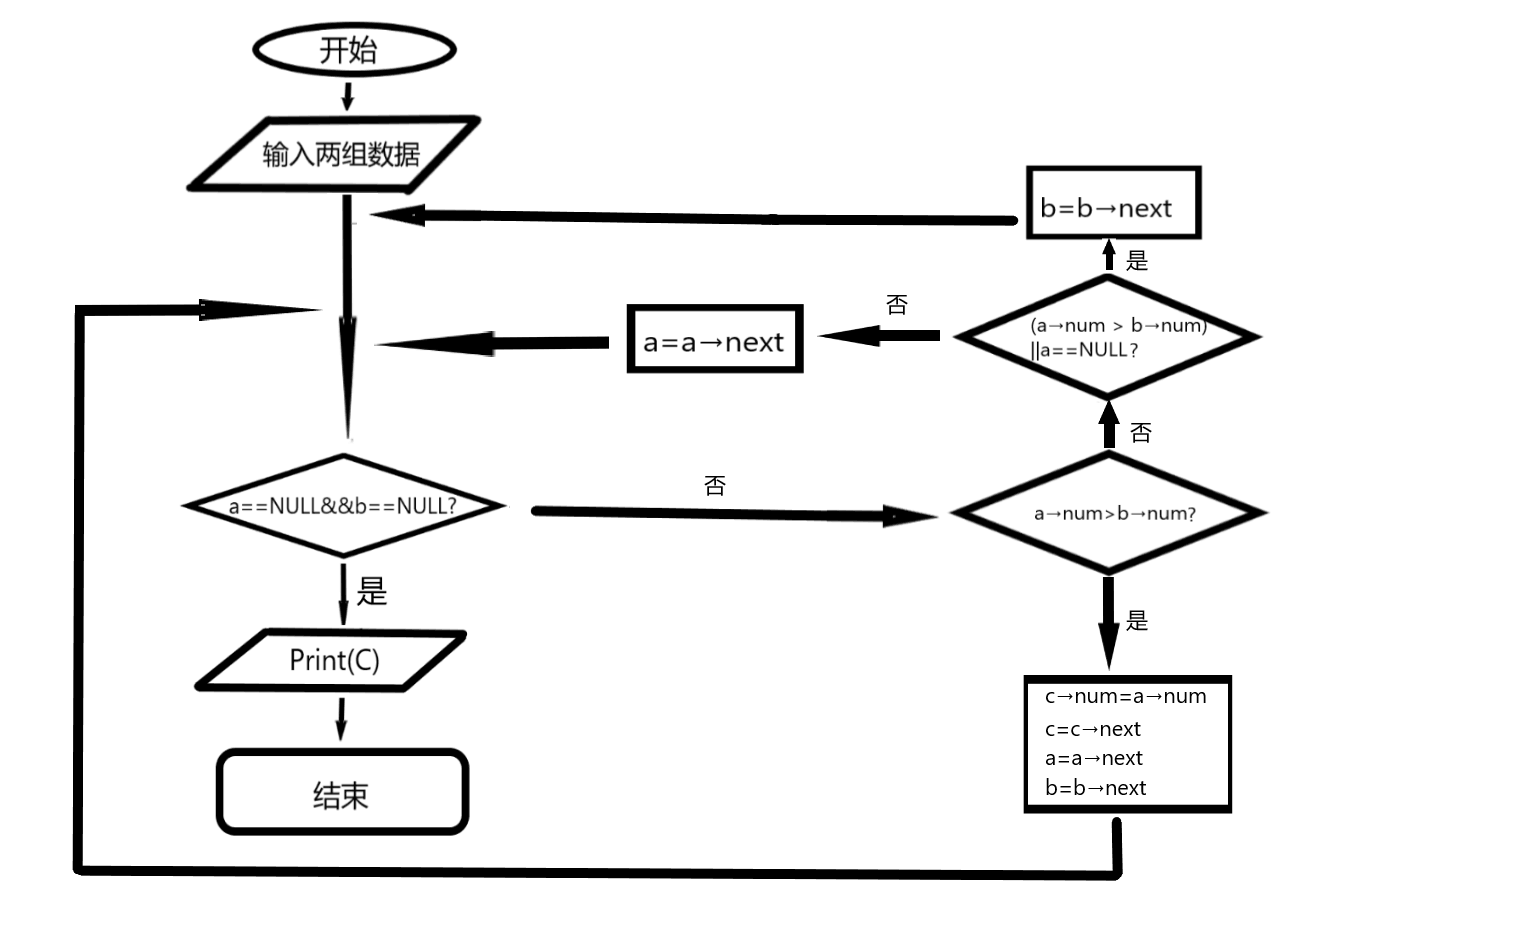 开始
输入两组数据
b=b→next
是
(a→num > b→num)
||a==NULL?
否
a=a→next
否
a==NULL&&b==NULL?
否
a→num>b→num?
是
是
Print(C)
c→num=a→num
c=c→next
a=a→next
b=b→next
结束